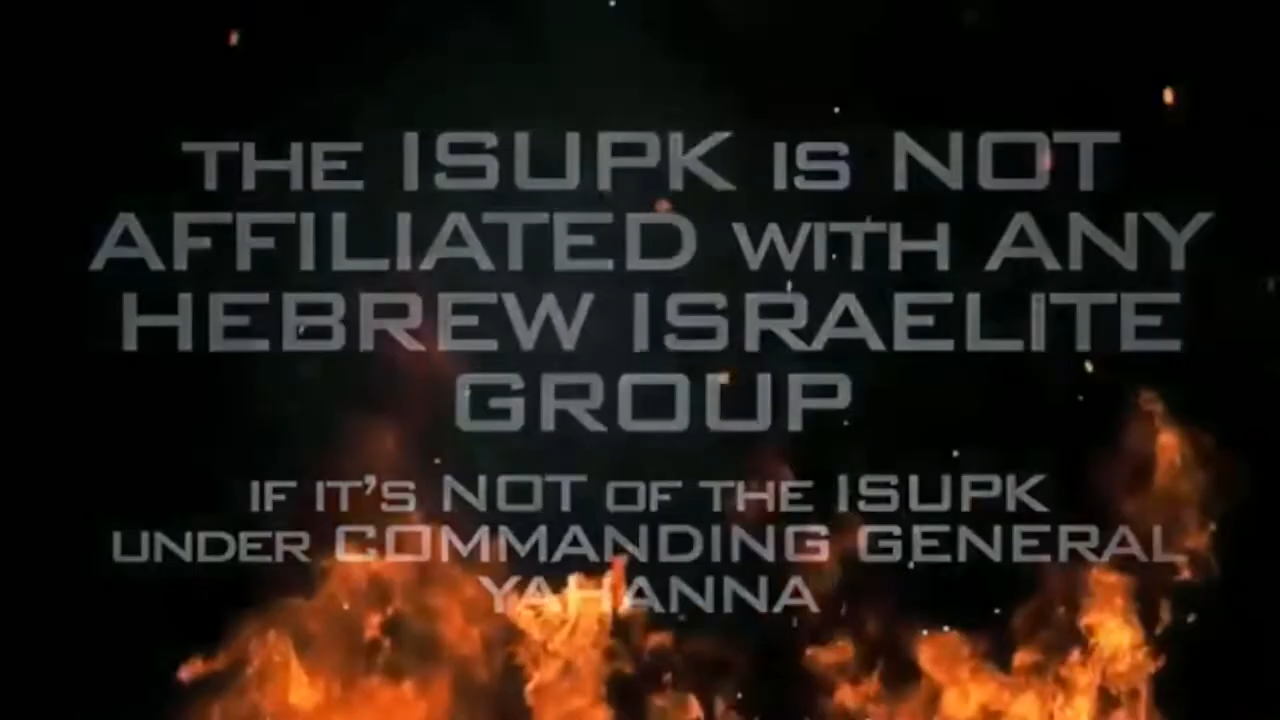 THE ISUPK IS NOT
AFFILIATED WITH ANY
HEBREW ISRAELITE
GROUP
IF IT'S NOT OF THE ISUPK
UNDER COMMANDING GENERAL
YAHANNA